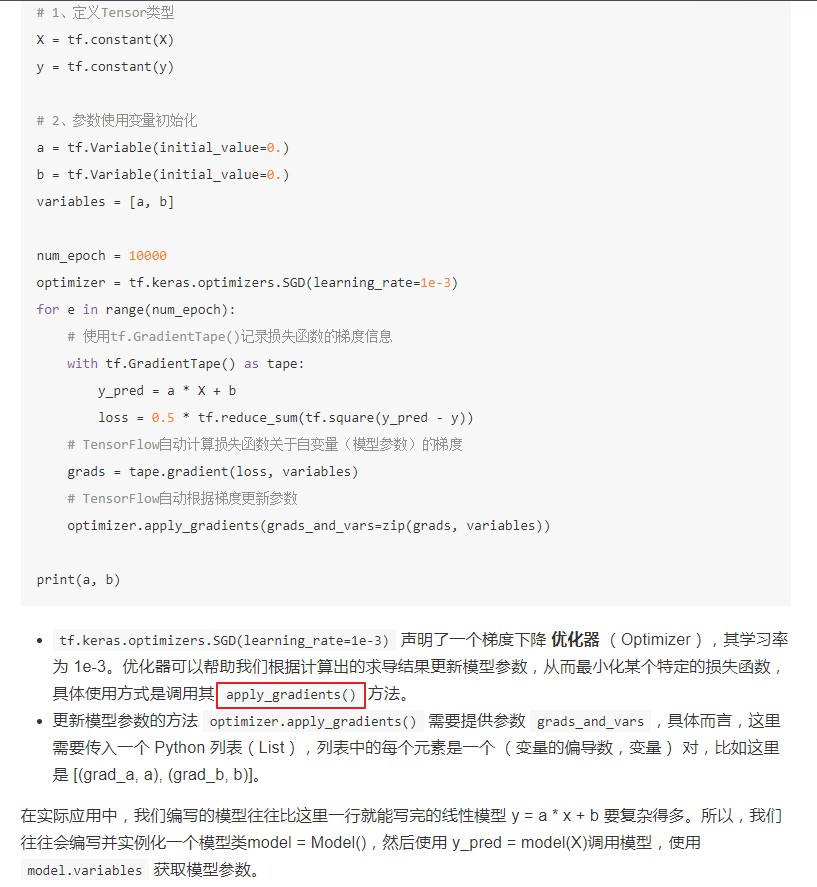 # 1、定义Tensor类型
X = tf.constant(X)
y = tf.constant(y)
# 2、参数使用变量初始化
a = tf.Variable(initial_value=0.)
b = tf.Variable(initial_value=0.)
variables = [a, b]
num_epoch = 10000
optimizer = tf.keras.optimizers.SGD(learning_rate=1e-3)
for e in range(num_epoch):
# 使用tf.GradientTape()记录损失函数的梯度信息
with tf.GradientTape() as tape:
y_pred = a * X + b
loss = 0.5 * tf.reduce_sum(tf.square(y_pred - y))
# TensorFlow自动计算损失函数关于自变量（模型参数）的梯度
grads = tape.gradient(loss, variables)
# TensorFlow自动根据梯度更新参数
optimizer.apply_gradients(grads_and_vars=zip(grads, variables))
print(a, b)
• tf.keras.optimizers.SGD(learning_rate=1e-3) 声明了一个梯度下降 优化器 （ Optimizer ），其学习率
为 1e-3。优化器可以帮助我们根据计算出的求导结果更新模型参数，从而最小化某个特定的损失函数，
具体使用方式是调用其 apply_gradients() 方法。
• 更新模型参数的方法 optimizer.apply_gradients() 需要提供参数 grads_and_vars ，具体而言，这里
需要传入一个 Python 列表（ List ），列表中的每个元素是一个 （ 变量的偏导数，变量 ） 对，比如这里
是 [(grad_a, a), (grad_b, b)]。
在实际应用中，我们编写的模型往往比这里一行就能写完的线性模型 y = a * x + b 要复杂得多。所以，我们
往往会编写并实例化一个模型类model = Model()，然后使用 y_pred = model(X)调用模型，使用
model.variables 获取模型参数。